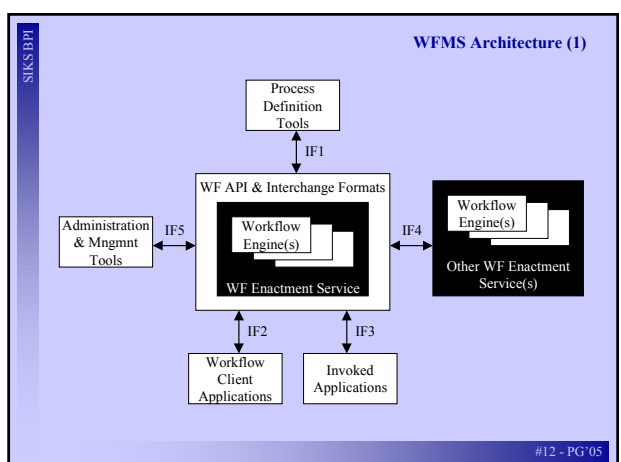 SIKS BPI
WFMS Architecture (1)
Process
Definition
Tools
IF1
WF API & Interchange Formats
Workflow
Engine(s)
WF Enactment Service
Administration
& Mngmnt
Tools
IF5
IF4
Workflow
Engine(s)
Other WF Enactment
Service(s)
IF2
IF3
Workflow
Client
Applications
Invoked
Applications
#12 - PG'05